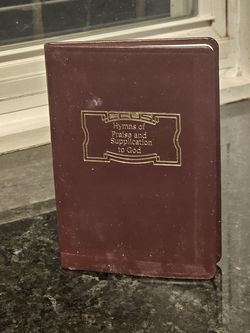 Hymns of
Praise and
Supplication
to God